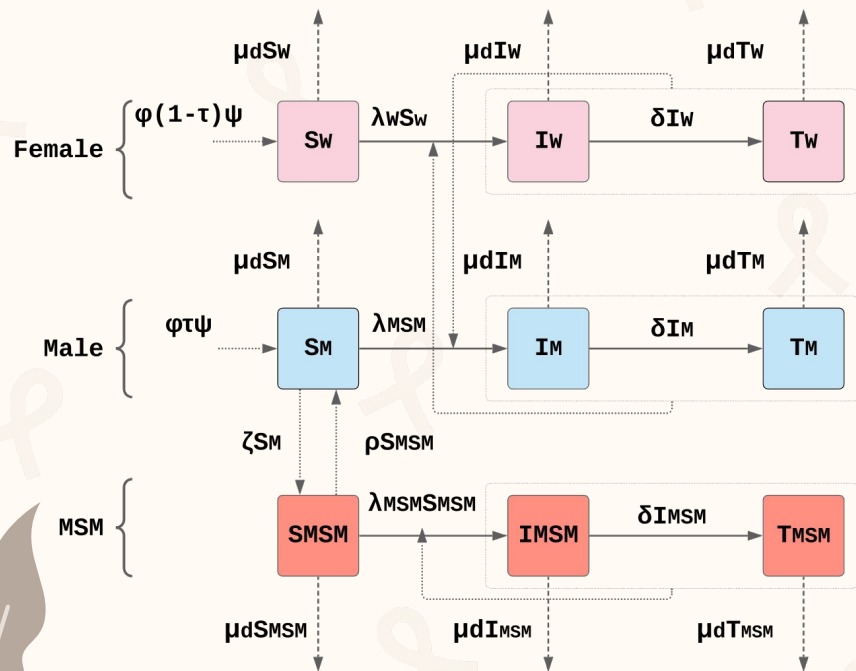 μdSW μdIW μdTW
φ(1-τ)ψ λWSW δIW
Female SW IW TW
μdSM μdIM μdTM
φτψ λMSM δIM
Male SM IM TM
ζSM ρSMSM
λMSMSMSM δIMSM
MSM SMSM IMSM TMSM
μdSMSM μdIMSM μdTMSM